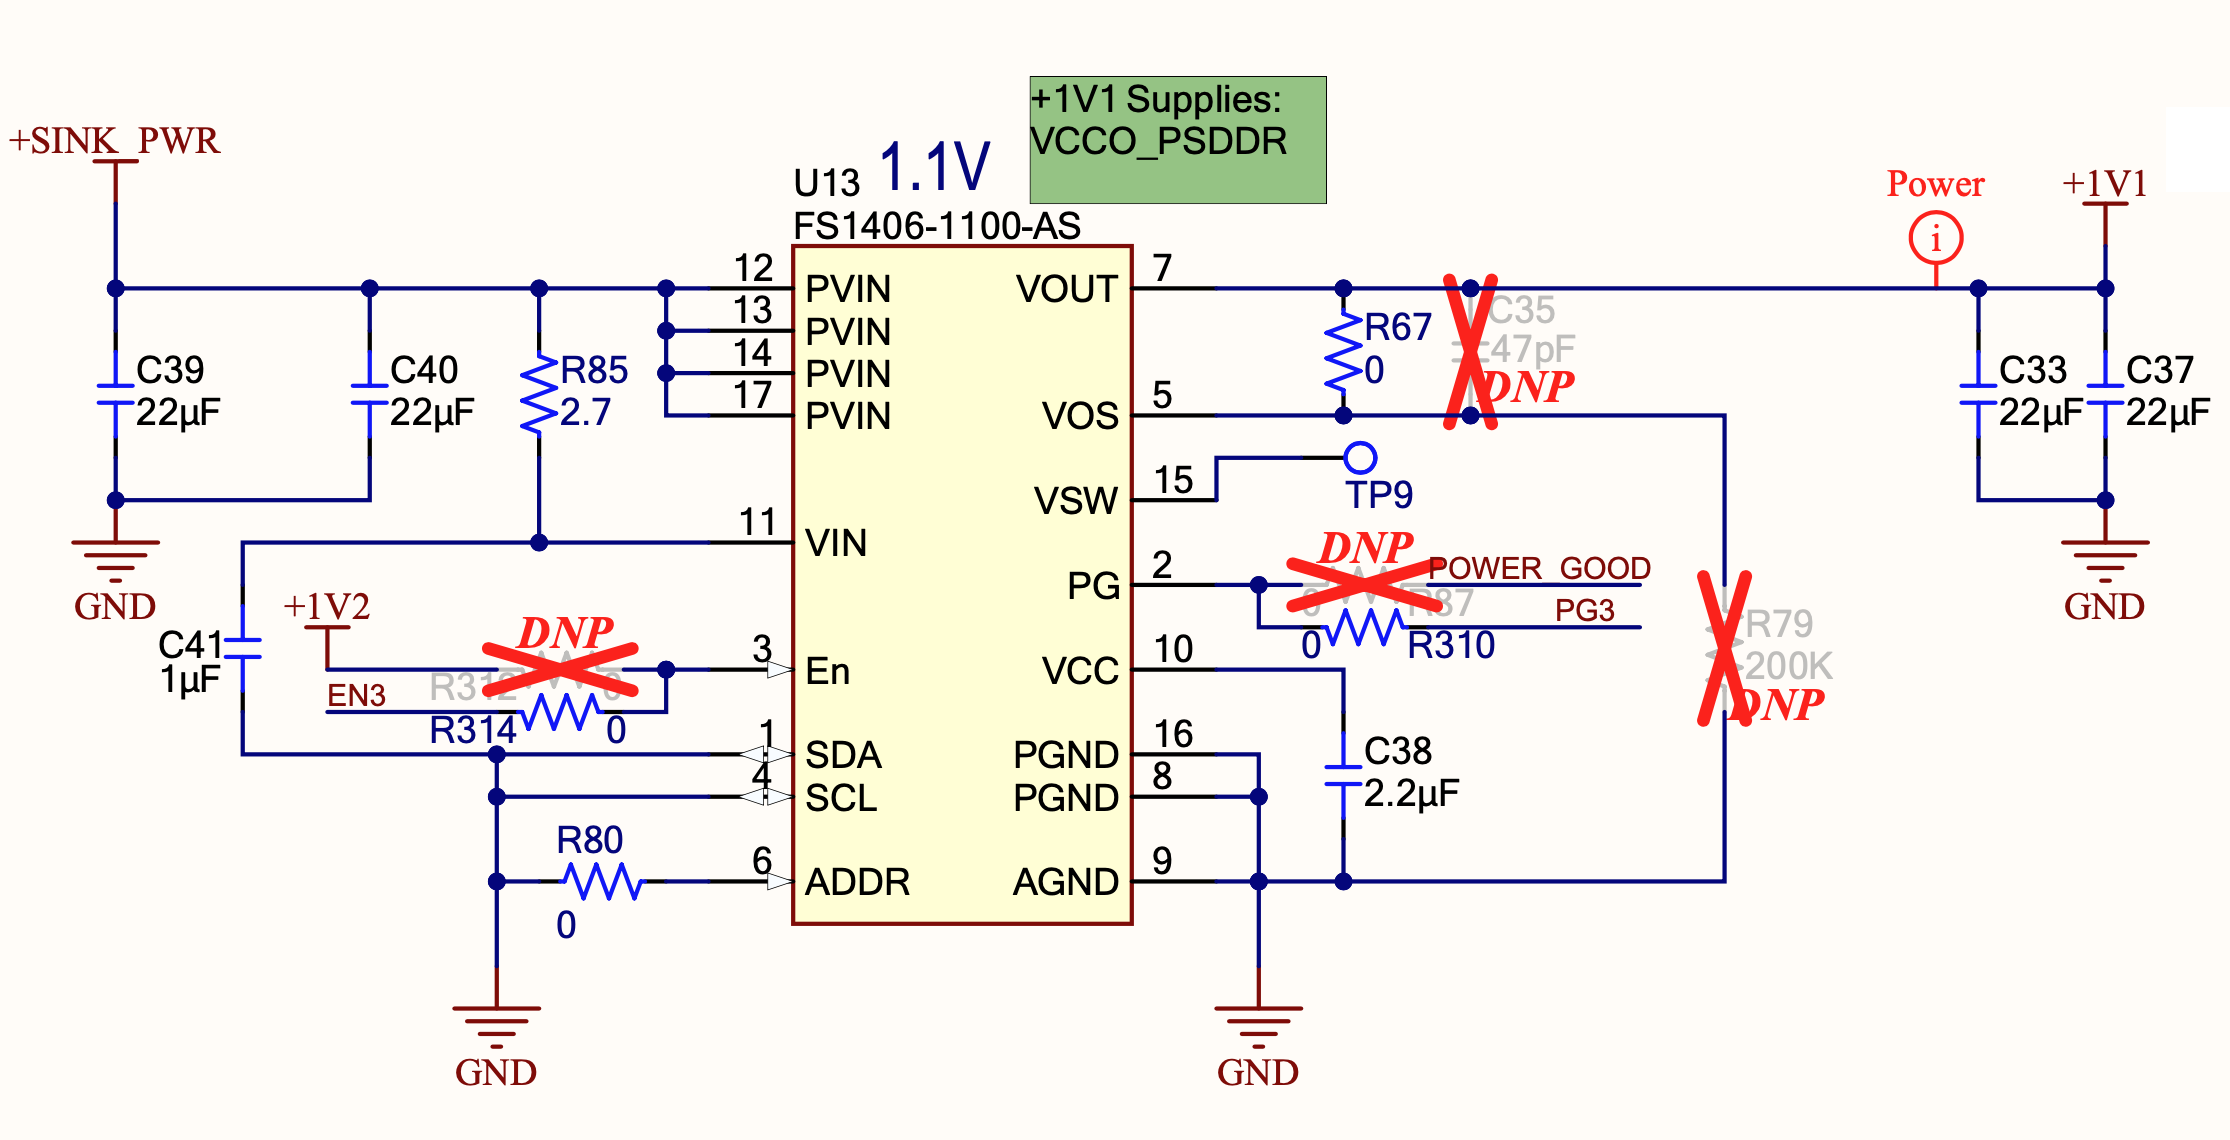 +1V1 Supplies:
VCCO_PSDDR
+SINK_PWR
1.1V
U13
FS1406-1100-AS
Power
i
+1V1
12
PVIN
13
PVIN
14
PVIN
17
PVIN
11
VIN
3
En
1
SDA
4
SCL
6
ADDR
VOUT
7
VOS
5
VSW
15
PG
2
VCC
10
PGND
16
PGND
8
AGND
9
C39
22µF
C40
22µF
R85
2.7
GND
C41
1µF
+1V2
DNP
R312
0
EN3
R314
0
R80
0
GND
R67
0
C35
47pF
DNP
TP9
DNP
POWER_GOOD
0
R87
PG3
0
R310
C38
2.2µF
R79
200K
DNP
GND
C33
22µF
C37
22µF
GND